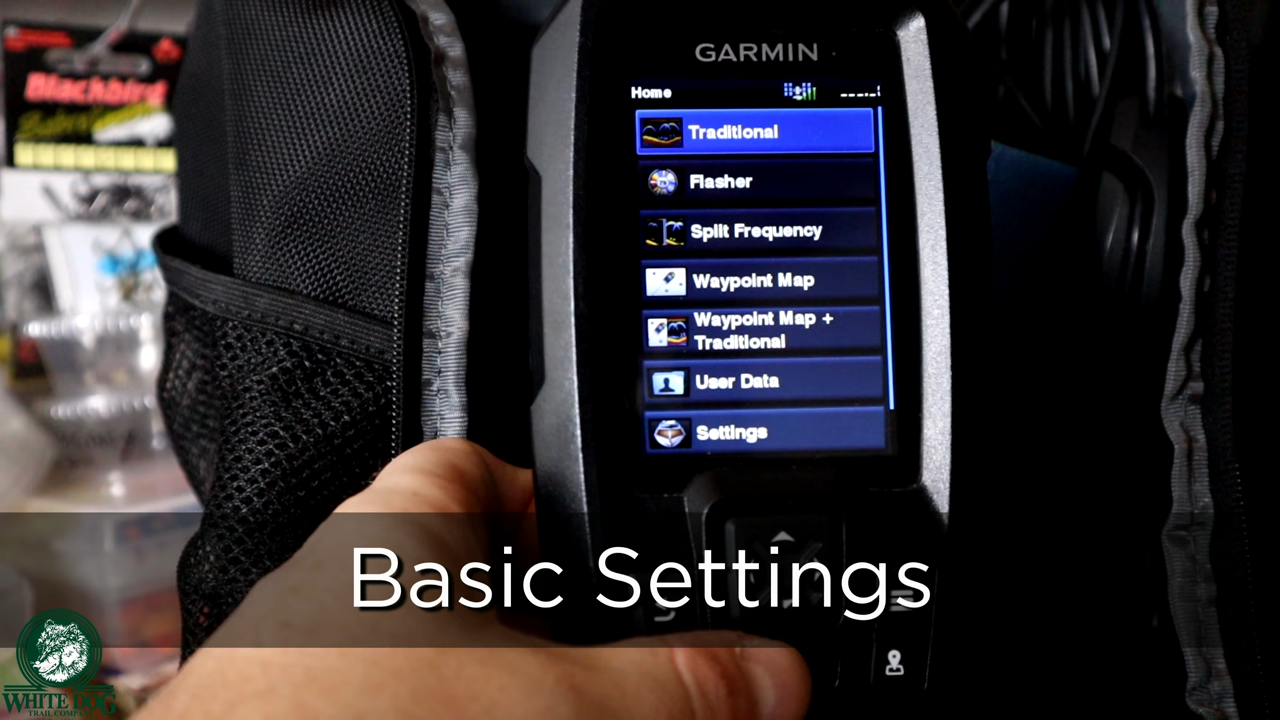 Blackbird
GARMIN
Home
Traditional
Flasher
Split Frequency
Waypoint Map
Waypoint Map +
Traditional
User Data
Settings
Basic Settings
WHITE DOG
TRAIL COMPANY